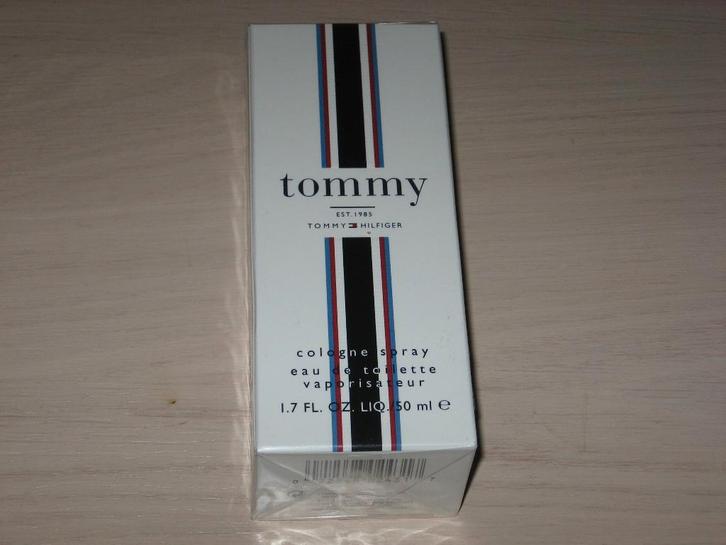 tommy
EST. 1985
TOMMY HILFIGER
cologne spray
eau de toilette
vaporisateur
1.7 FL. OZ. LIQ./50 ml ℮